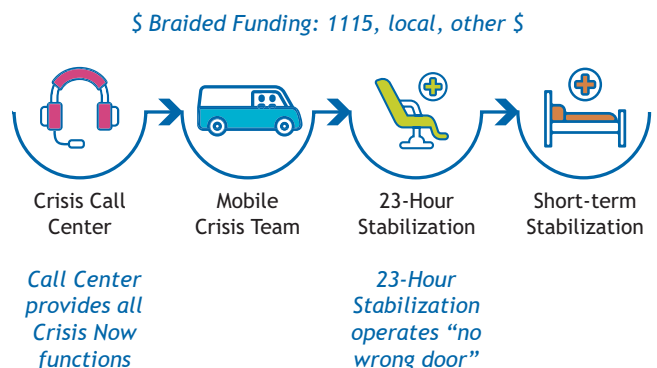 $ Braided Funding: 1115, local, other $
Crisis Call
Center
Mobile
Crisis Team
23-Hour
Stabilization
Short-term
Stabilization
Call Center
provides all
Crisis Now
functions
23-Hour
Stabilization
operates “no
wrong door”